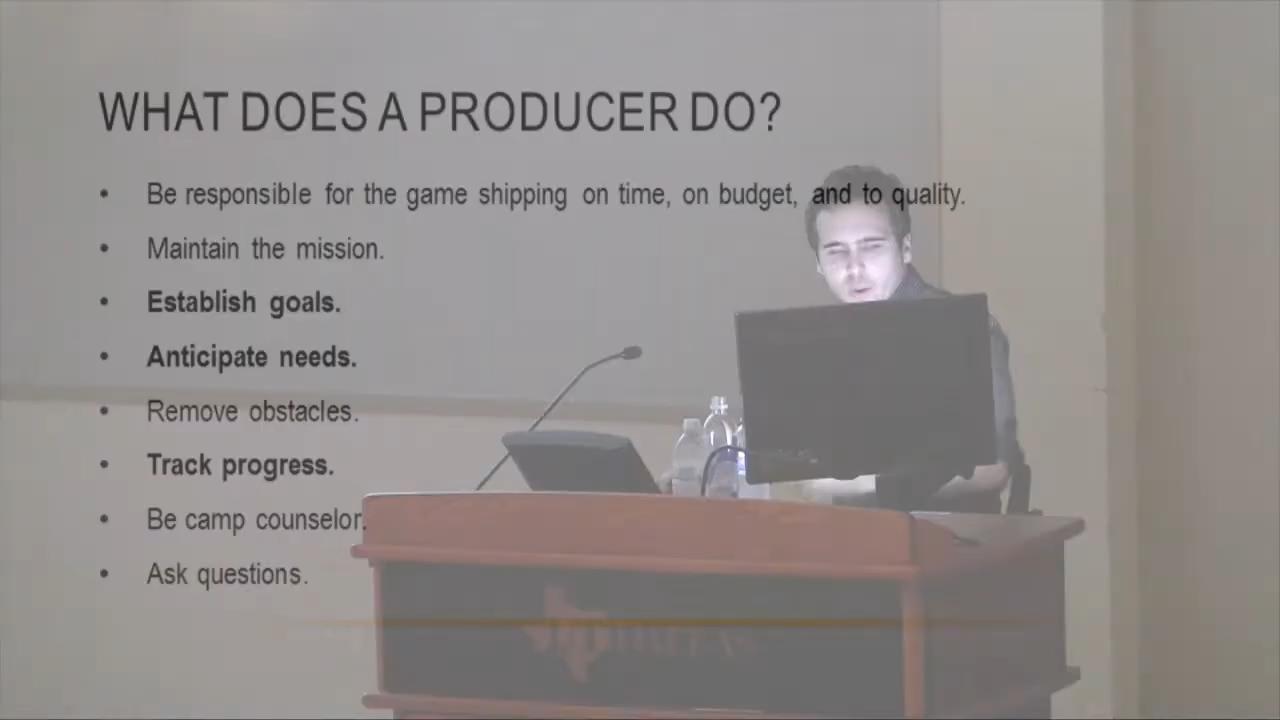 WHAT DOES A PRODUCER DO?
• Be responsible for the game shipping on time, on budget, and to quality.
• Maintain the mission.
• Establish goals.
• Anticipate needs.
• Remove obstacles.
• Track progress.
• Be camp counselor.
• Ask questions.